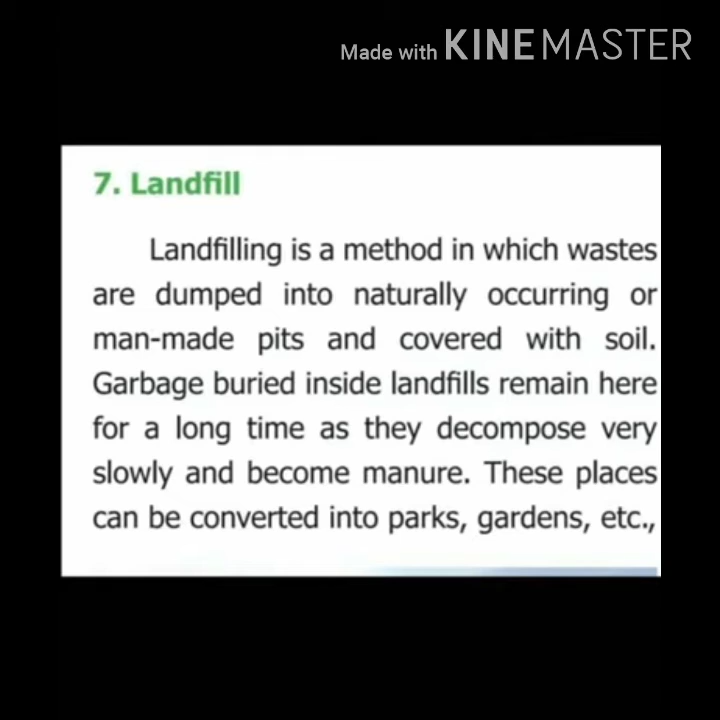 Made with KINEMASTER
7. Landfill
Landfilling is a method in which wastes
are dumped into naturally occurring or
man-made pits and covered with soil.
Garbage buried inside landfills remain here
for a long time as they decompose very
slowly and become manure. These places
can be converted into parks, gardens, etc.,